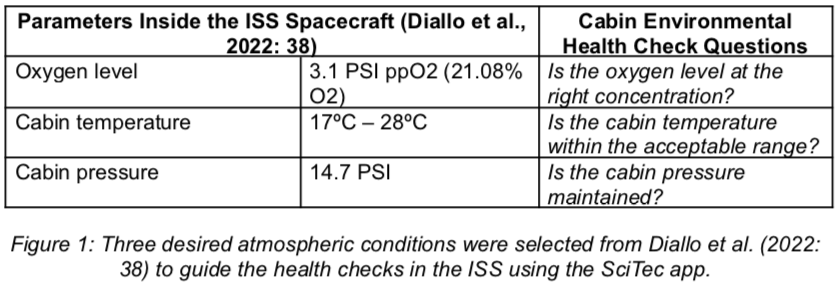 Parameters Inside the ISS Spacecraft (Diallo et al., 2022: 38)
Cabin Environmental Health Check Questions
Oxygen level
3.1 PSI ppO2 (21.08% O2)
Is the oxygen level at the right concentration?
Cabin temperature
17ºC – 28ºC
Is the cabin temperature within the acceptable range?
Cabin pressure
14.7 PSI
Is the cabin pressure maintained?
Figure 1: Three desired atmospheric conditions were selected from Diallo et al. (2022:
38) to guide the health checks in the ISS using the SciTec app.